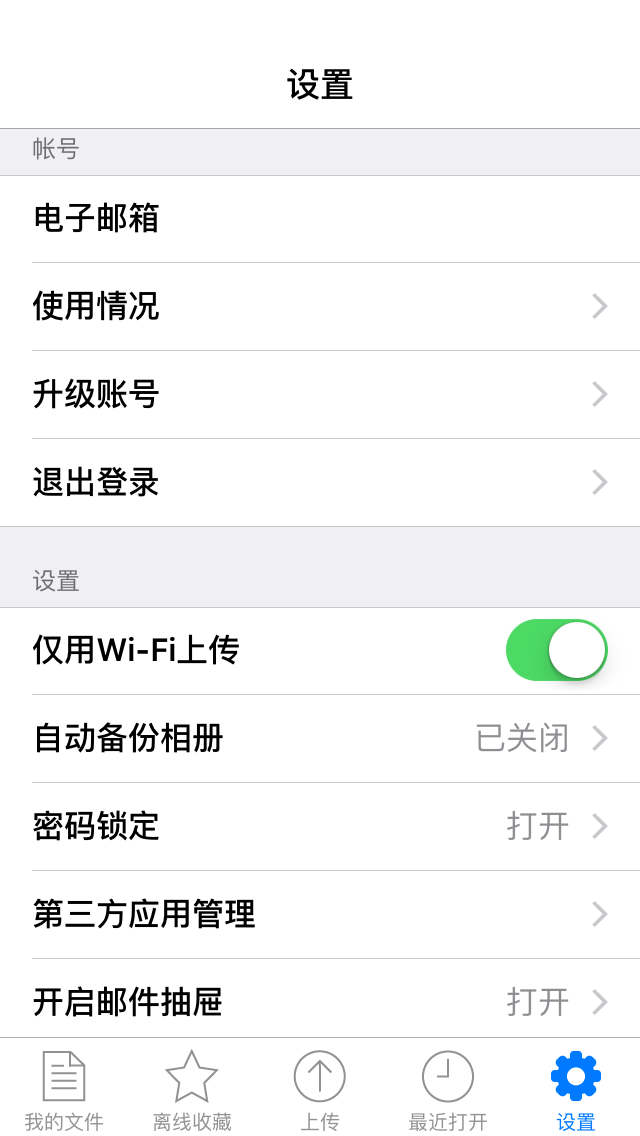 设置
帐号
电子邮箱
使用情况
升级账号
退出登录
设置
仅用Wi-Fi上传
自动备份相册 已关闭
密码锁定 打开
第三方应用管理
开启邮件抽屉 打开
我的文件 离线收藏 上传 最近打开 设置